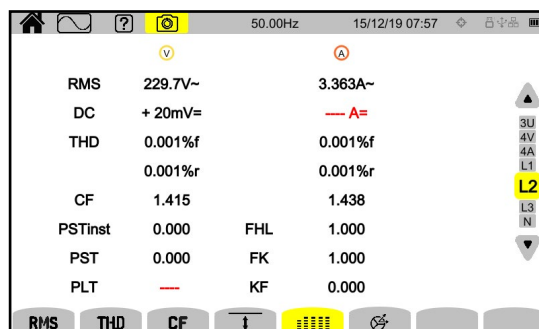 ? 50.00Hz 15/12/19 07:57
V A
RMS 229.7V~ 3.363A~
DC + 20mV= ---- A=
THD 0.001%f 0.001%f
0.001%r 0.001%r
CF 1.415 1.438
PSTinst 0.000 FHL 1.000
PST 0.000 FK 1.000
PLT ---- KF 0.000
3U
4V
4A
L1
L2
L3
N
RMS THD CF